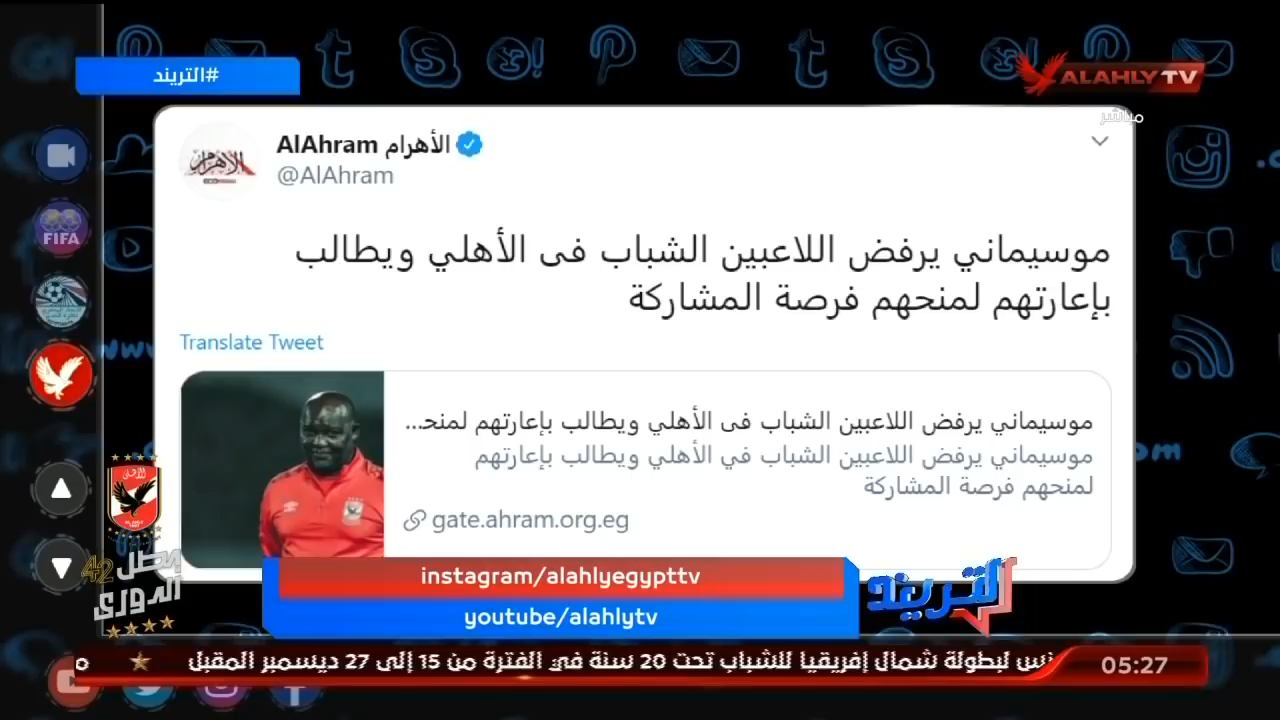 #التريند
ALAHLY TV
مباشر
AlAhram الأهرام
@AlAhram
موسيماني يرفض اللاعبين الشباب فى الأهلي ويطالب
بإعارتهم لمنحهم فرصة المشاركة
Translate Tweet
موسيماني يرفض اللاعبين الشباب فى الأهلي ويطالب بإعارتهم لمنحـ...
موسيماني يرفض اللاعبين الشباب في الأهلي ويطالب بإعارتهم
لمنحهم فرصة المشاركة
gate.ahram.org.eg
FIFA
بطل 42
الدورى
instagram/alahlyegypttv
youtube/alahlytv
التريند
نس لبطولة شمال إفريقيا للشباب تحت 20 سنة في الفترة من 15 إلى 27 ديسمبر المقبل
05:27